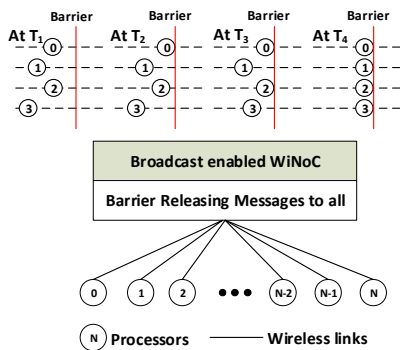 Barrier Barrier Barrier Barrier
At T1 At T2 At T3 At T4
0 0 0 0
1 1 1 1
2 2 2 2
3 3 3 3
Broadcast enabled WiNoC
Barrier Releasing Messages to all
0 1 2 N-2 N-1 N
N Processors Wireless links